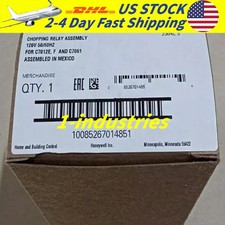 DHL
US STOCK
2-4 Day Fast Shipping
CHOPPING RELAY ASSEMBLY
120V 50/60HZ
FOR C7012E, F AND C7061
ASSEMBLED IN MEXICO
MERCHANDISE
QTY. 1
1-industries
10085267014851
Home and Building Control
Honeywell Inc.
Minneapolis, Minnesota 55422